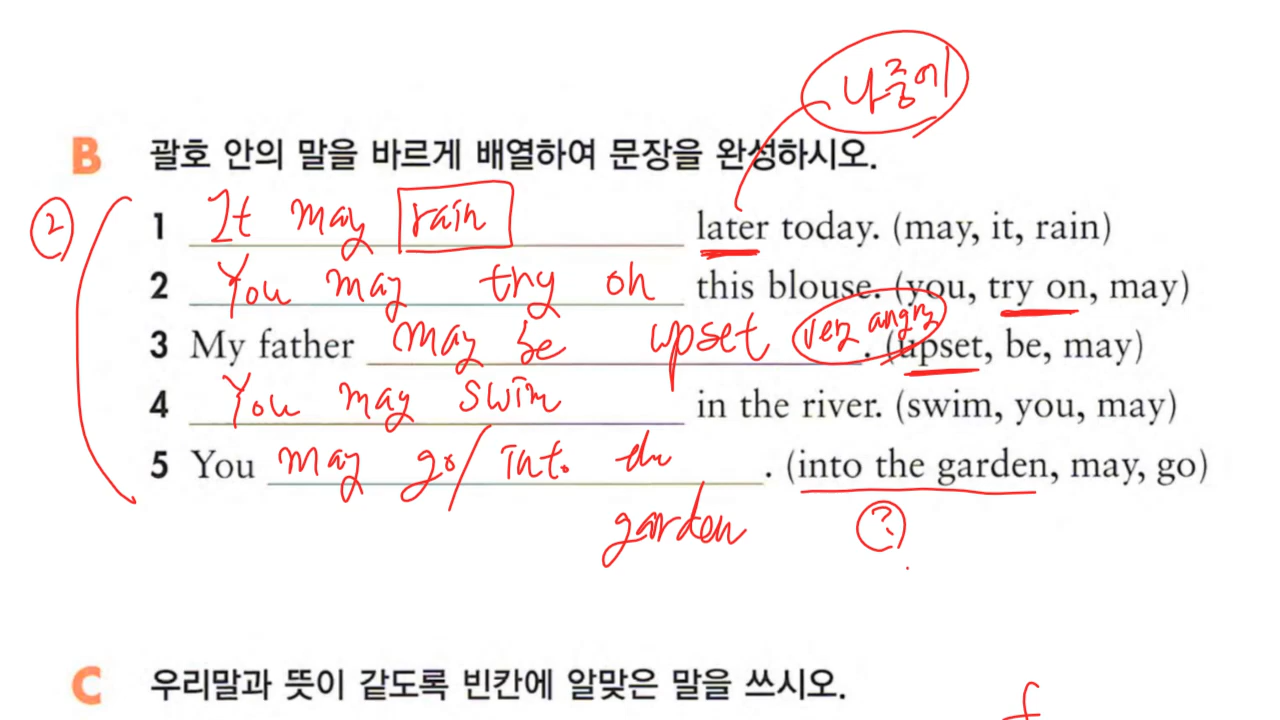 나중에
B 괄호 안의 말을 바르게 배열하여 문장을 완성하시오.
② 1 It may rain later today. (may, it, rain)
2 You may try on this blouse. (you, try on, may)
3 My father may be upset very angry . (upset, be, may)
4 You may swim in the river. (swim, you, may)
5 You may go/ into the . (into the garden, may, go)
garden ?
C 우리말과 뜻이 같도록 빈칸에 알맞은 말을 쓰시오.
f